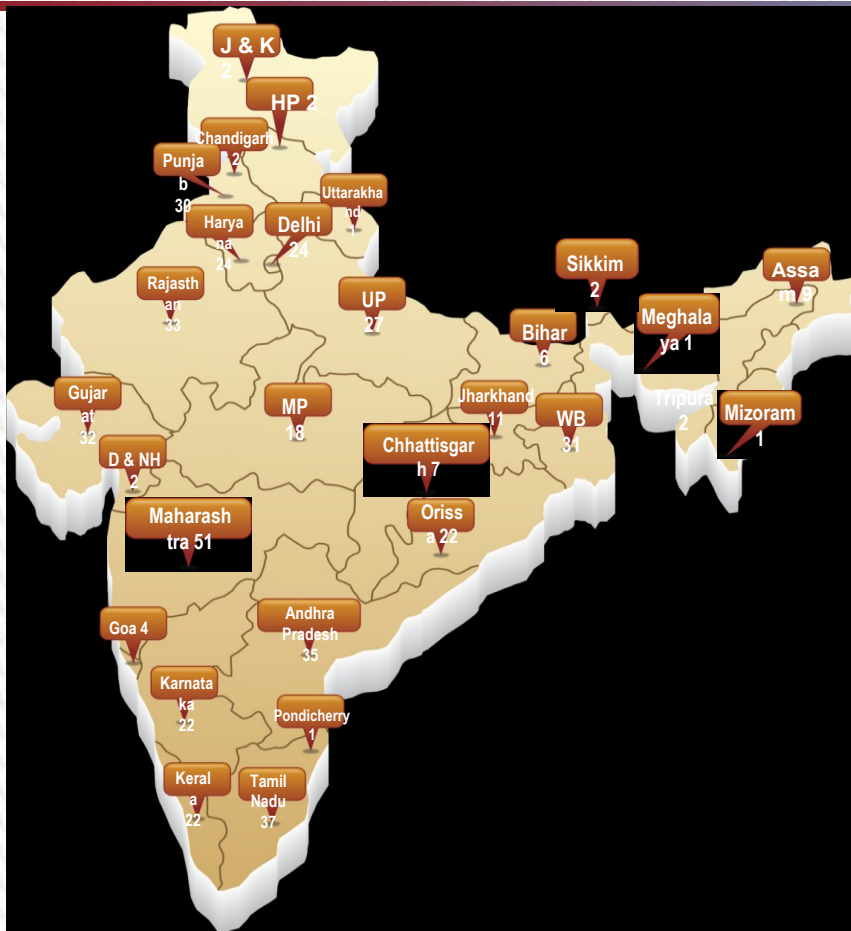 J & K
2
HP 2
Chandigarh
2
Punja
b
30
Uttarakha
nd
1
Harya
na
24
Delhi
24
Sikkim
2
Assa
m 9
Rajasth
an
33
UP
27
Meghala
ya 1
Bihar
6
Gujar
at
32
MP
18
Jharkhand
11
WB
31
Tripura
2
Mizoram
1
Chhattisgar
h 7
D & NH
2
Maharash
tra 51
Oriss
a 22
Goa 4
Andhra
Pradesh
35
Karnata
ka
22
Pondicherry
1
Keral
a
22
Tamil
Nadu
37